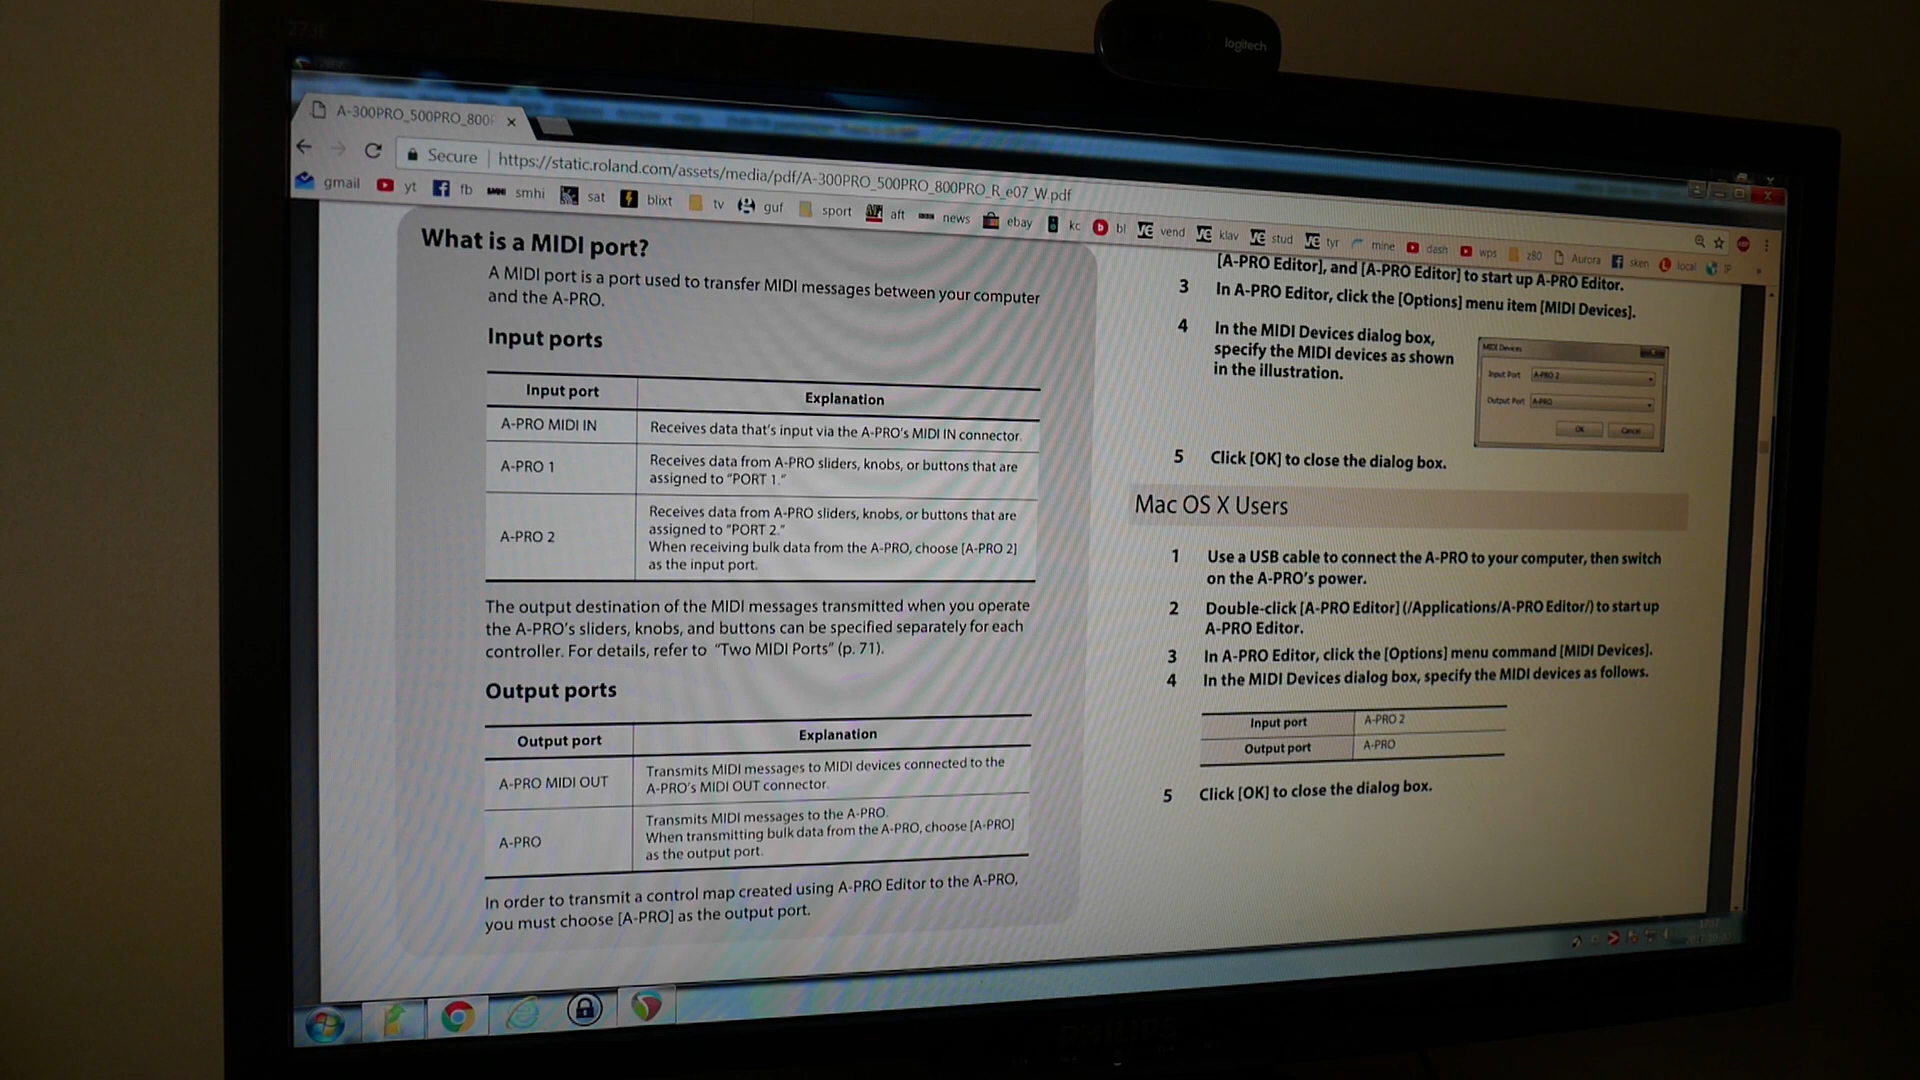 logitech
A-300PRO_500PRO_800P
Secure | https://static.roland.com/assets/media/pdf/A-300PRO_500PRO_800PRO_R_e07_W.pdf
gmail yt fb smhi sat blixt tv guf sport aft news ebay kc bl vend klav stud tyr mine dash wps z80 Aurora sken local IP
What is a MIDI port?
A MIDI port is a port used to transfer MIDI messages between your computer
and the A-PRO.
Input ports
Input port Explanation
A-PRO MIDI IN Receives data that's input via the A-PRO's MIDI IN connector.
A-PRO 1 Receives data from A-PRO sliders, knobs, or buttons that are
assigned to "PORT 1."
A-PRO 2 Receives data from A-PRO sliders, knobs, or buttons that are
assigned to "PORT 2."
When receiving bulk data from the A-PRO, choose [A-PRO 2]
as the input port.
The output destination of the MIDI messages transmitted when you operate
the A-PRO's sliders, knobs, and buttons can be specified separately for each
controller. For details, refer to "Two MIDI Ports" (p. 71).
Output ports
Output port Explanation
A-PRO MIDI OUT Transmits MIDI messages to MIDI devices connected to the
A-PRO's MIDI OUT connector.
A-PRO Transmits MIDI messages to the A-PRO.
When transmitting bulk data from the A-PRO, choose [A-PRO]
as the output port.
In order to transmit a control map created using A-PRO Editor to the A-PRO,
you must choose [A-PRO] as the output port.
[A-PRO Editor], and [A-PRO Editor] to start up A-PRO Editor.
3 In A-PRO Editor, click the [Options] menu item [MIDI Devices].
4 In the MIDI Devices dialog box,
specify the MIDI devices as shown
in the illustration.
MIDI Devices
Input Port A-PRO 2
Output Port A-PRO
OK Cancel
5 Click [OK] to close the dialog box.
Mac OS X Users
1 Use a USB cable to connect the A-PRO to your computer, then switch
on the A-PRO's power.
2 Double-click [A-PRO Editor] (/Applications/A-PRO Editor/) to start up
A-PRO Editor.
3 In A-PRO Editor, click the [Options] menu command [MIDI Devices].
4 In the MIDI Devices dialog box, specify the MIDI devices as follows.
Input port A-PRO 2
Output port A-PRO
5 Click [OK] to close the dialog box.
PHILIPS